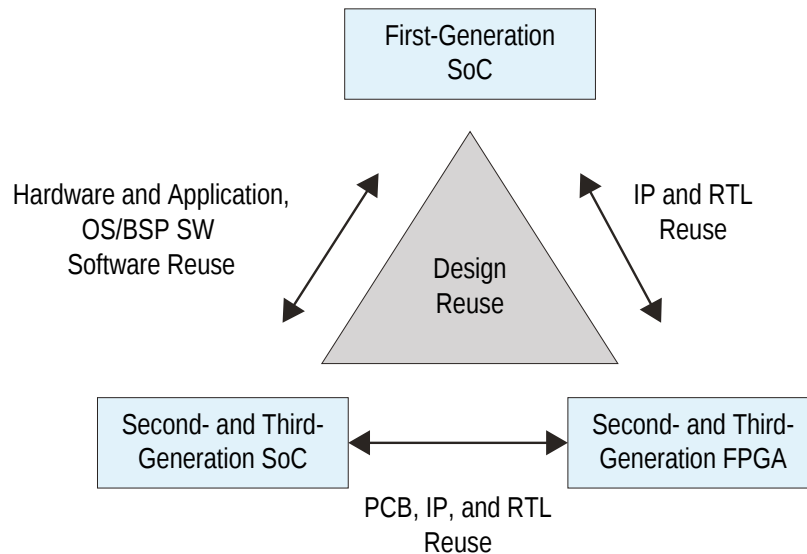 First-Generation
SoC
Hardware and Application,
OS/BSP SW
Software Reuse
IP and RTL
Reuse
Design
Reuse
Second- and Third-
Generation SoC
Second- and Third-
Generation FPGA
PCB, IP, and RTL
Reuse